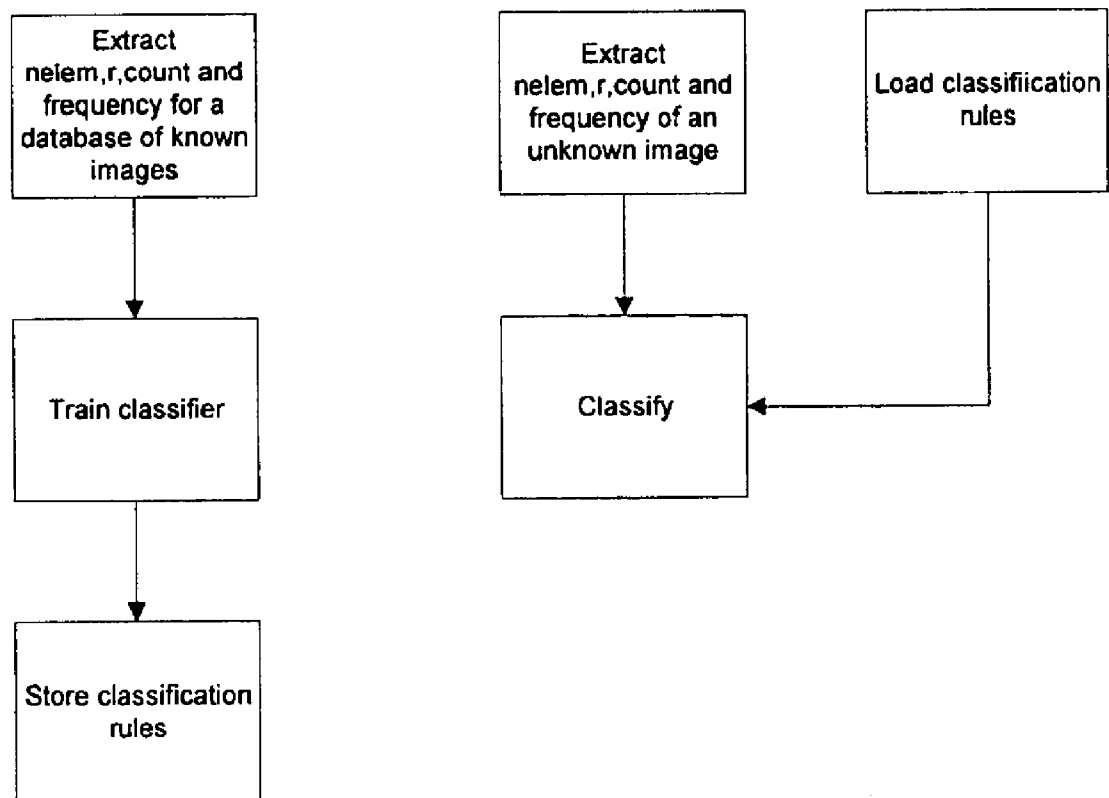 Extract
nelem,r,count and
frequency for a
database of known
images
Extract
nelem,r,count and
frequency of an
unknown image
Load classifiication
rules
Train classifier
Classify
Store classification
rules